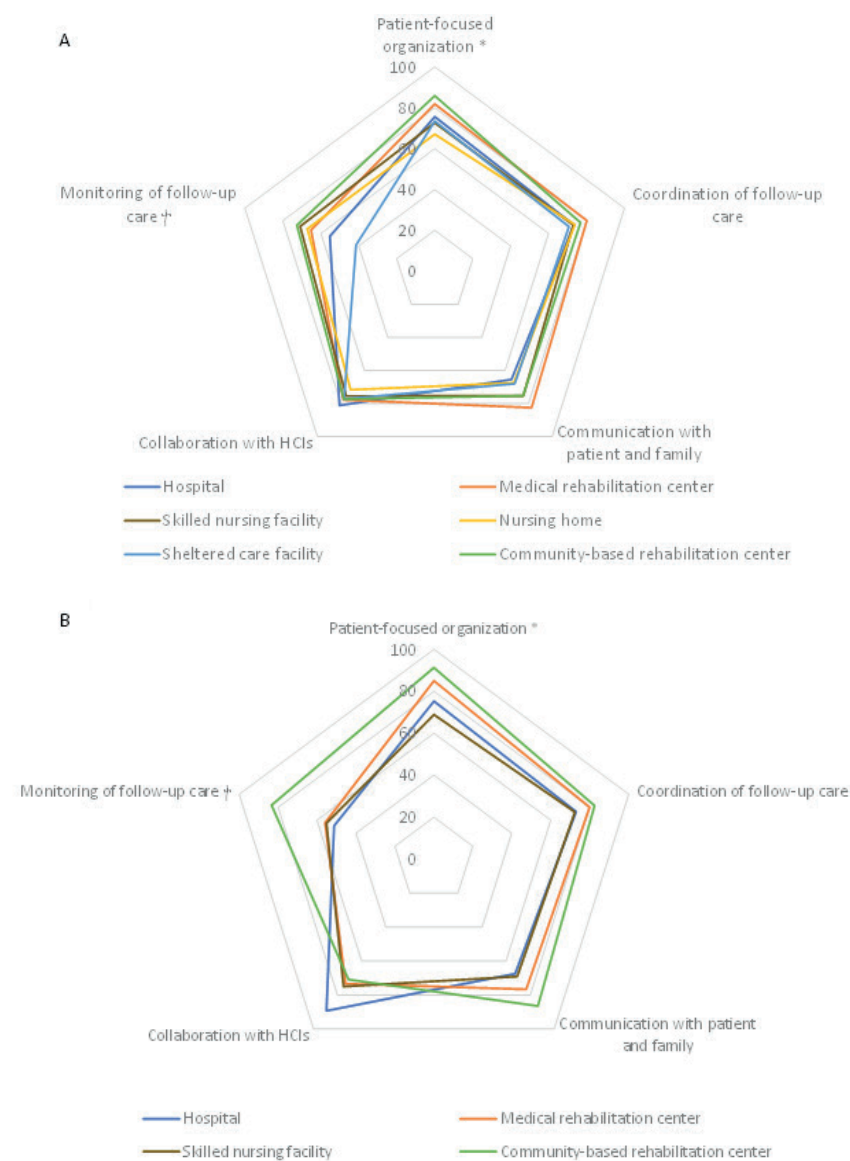 A
Patient-focused
organization *
100
80
60
40
20
0
Monitoring of follow-up
care †
Coordination of follow-up
care
Collaboration with HCIs
Communication with
patient and family
Hospital
Medical rehabilitation center
Skilled nursing facility
Nursing home
Sheltered care facility
Community-based rehabilitation center
B
Patient-focused organization *
100
80
60
40
20
0
Monitoring of follow-up care †
Coordination of follow-up care
Collaboration with HCIs
Communication with patient
and family
Hospital
Medical rehabilitation center
Skilled nursing facility
Community-based rehabilitation center